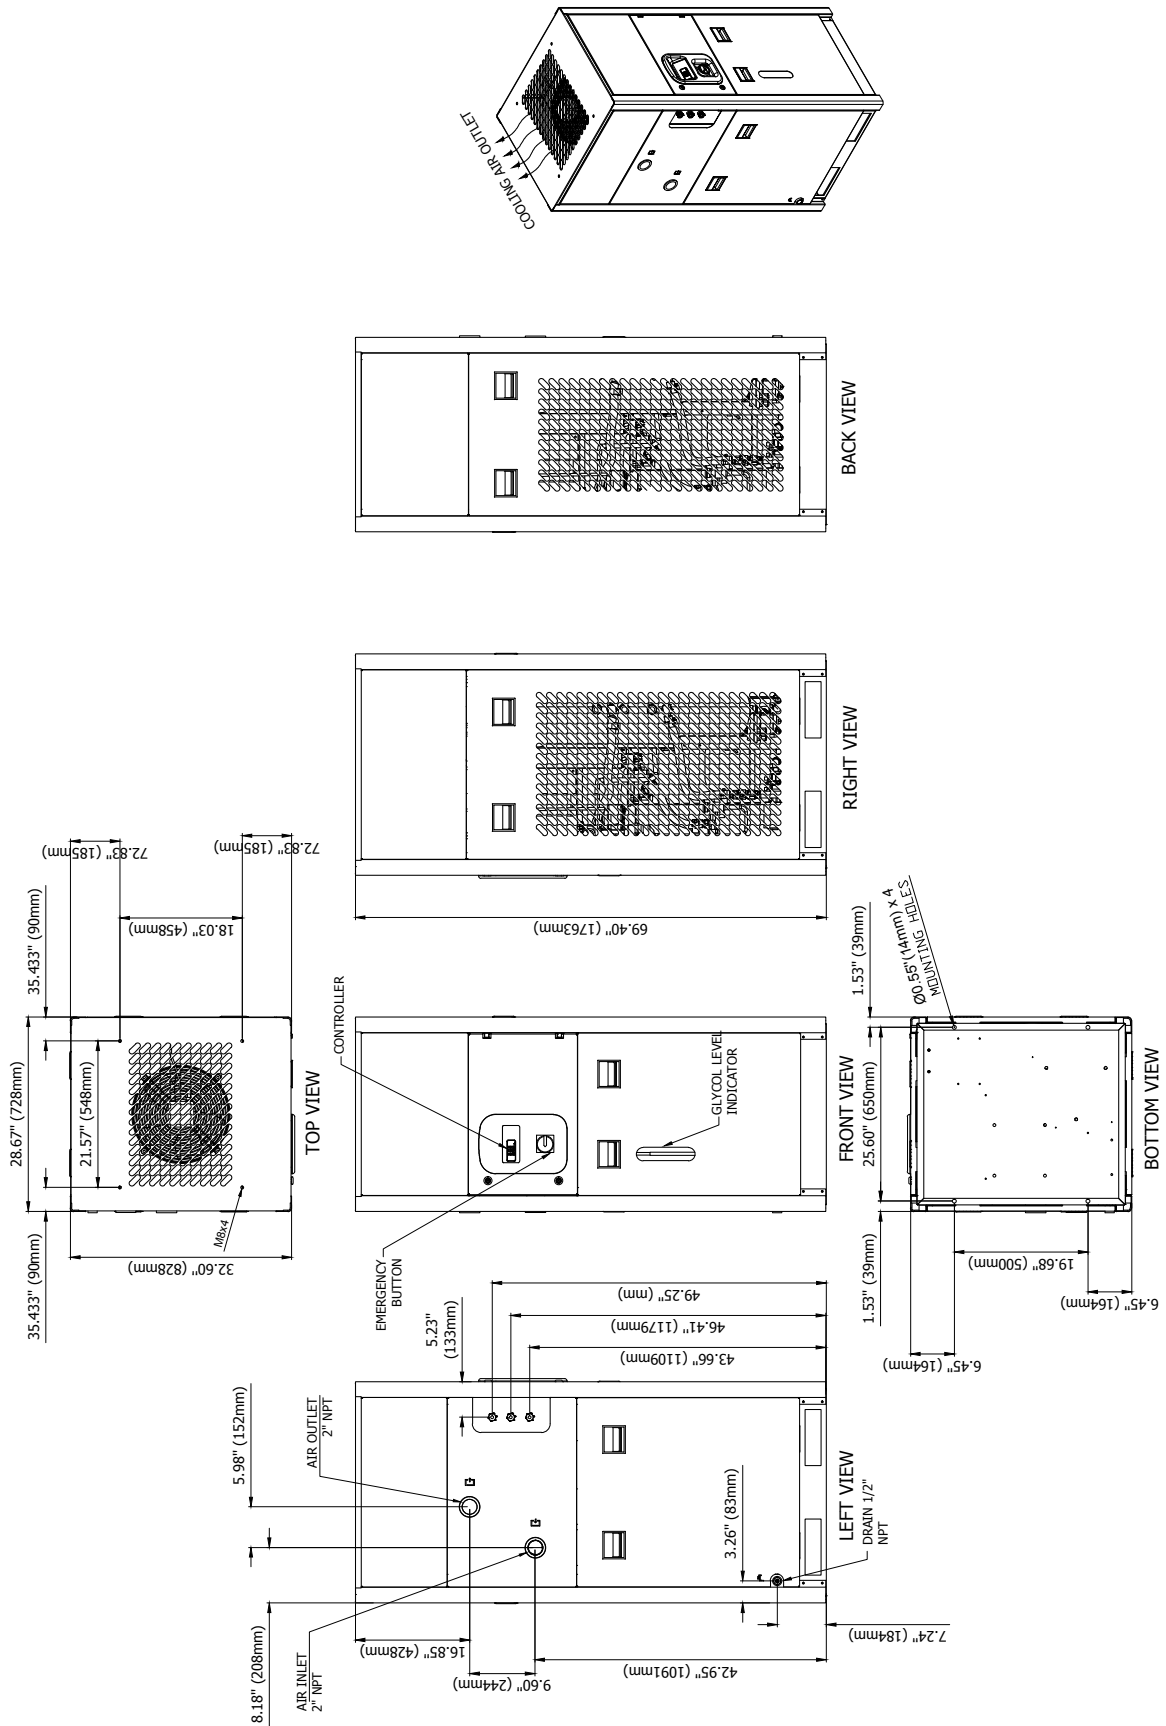 COOLING AIR OUTLET
BACK VIEW
RIGHT VIEW
69.40" (1763mm)
72.83" (185mm)
72.83" (185mm)
18.03" (458mm)
35.433" (90mm)
28.67" (728mm)
21.57" (548mm)
35.433" (90mm)
32.60" (828mm)
M8x4
TOP VIEW
CONTROLLER
GLYCOL LEVEL
INDICATOR
EMERGENCY
BUTTON
FRONT VIEW
1.53" (39mm)
25.60" (650mm)
1.53" (39mm)
Ø0.55"(14mm) x 4
MOUNTING HOLES
19.68" (500mm)
6.45" (164mm)
6.45" (164mm)
BOTTOM VIEW
49.25" (mm)
46.41" (1179mm)
43.66" (1109mm)
5.23"
(133mm)
5.98" (152mm)
8.18" (208mm)
AIR OUTLET
2" NPT
AIR INLET
2" NPT
16.85" (428mm)
9.60" (244mm)
42.95" (1091mm)
3.26" (83mm)
7.24" (184mm)
LEFT VIEW
DRAIN 1/2"
NPT